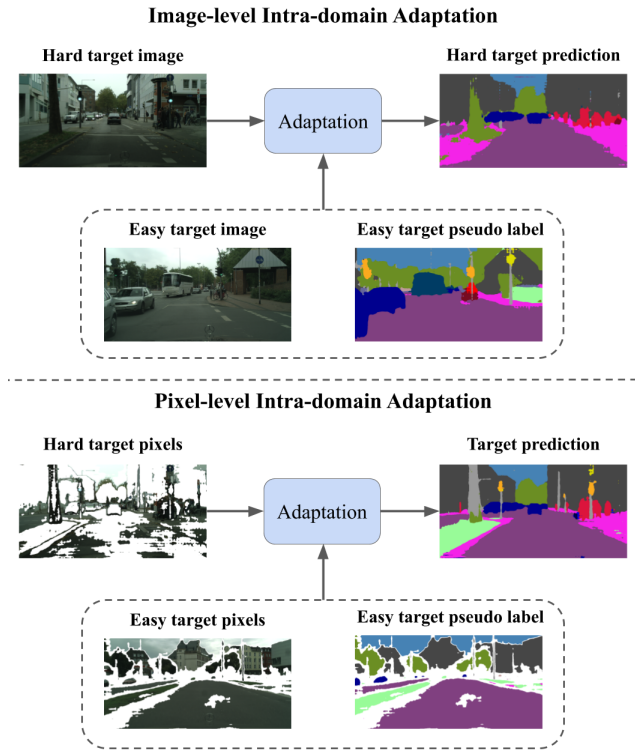 Image-level Intra-domain Adaptation
Hard target image
Hard target prediction
Adaptation
Easy target image
Easy target pseudo label
Pixel-level Intra-domain Adaptation
Hard target pixels
Target prediction
Adaptation
Easy target pixels
Easy target pseudo label